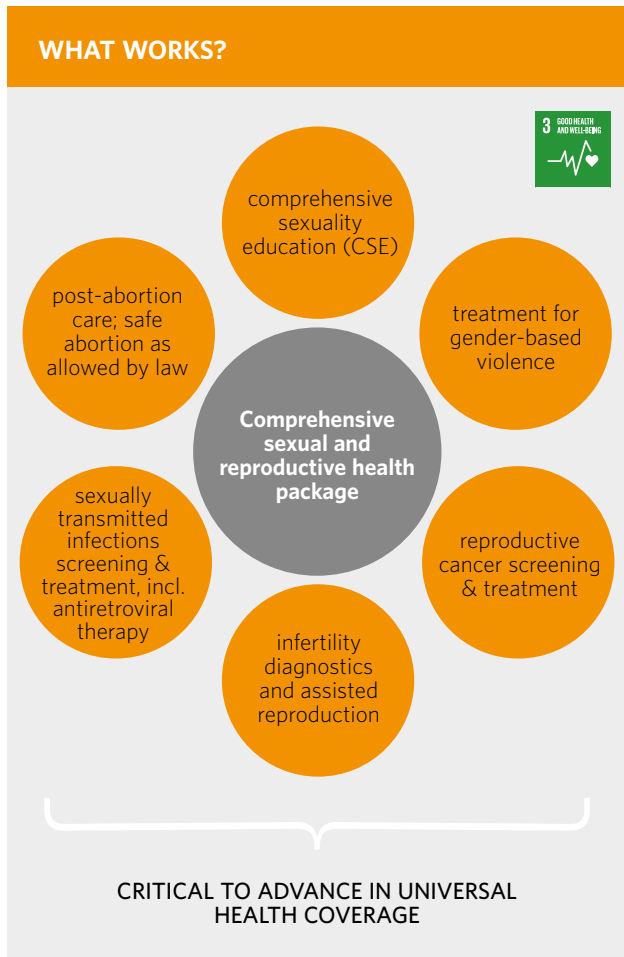 WHAT WORKS?
3 GOOD HEALTH
AND WELL-BEING
comprehensive
sexuality
education (CSE)
post-abortion
care; safe
abortion as
allowed by law
treatment for
gender-based
violence
Comprehensive
sexual and
reproductive health
package
sexually
transmitted
infections
screening &
treatment, incl.
antiretroviral
therapy
reproductive
cancer screening
& treatment
infertility
diagnostics
and assisted
reproduction
CRITICAL TO ADVANCE IN UNIVERSAL
HEALTH COVERAGE